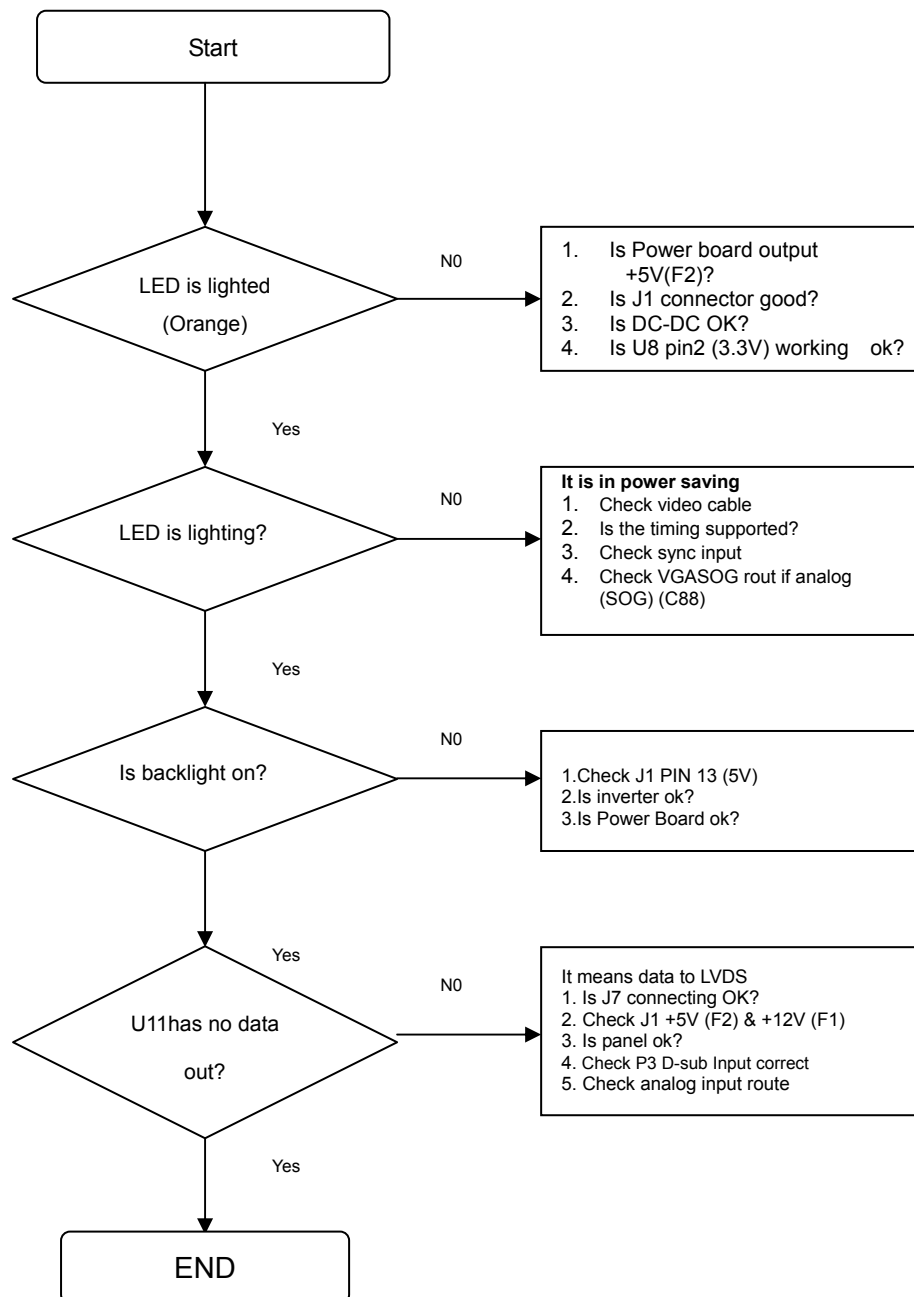 Start
LED is lighted
(Orange)
N0
1. Is Power board output
+5V(F2)?
2. Is J1 connector good?
3. Is DC-DC OK?
4. Is U8 pin2 (3.3V) working ok?
Yes
LED is lighting?
N0
It is in power saving
1. Check video cable
2. Is the timing supported?
3. Check sync input
4. Check VGASOG rout if analog
(SOG) (C88)
Yes
Is backlight on?
N0
1.Check J1 PIN 13 (5V)
2.Is inverter ok?
3.Is Power Board ok?
Yes
U11has no data
out?
N0
It means data to LVDS
1. Is J7 connecting OK?
2. Check J1 +5V (F2) & +12V (F1)
3. Is panel ok?
4. Check P3 D-sub Input correct
5. Check analog input route
Yes
END